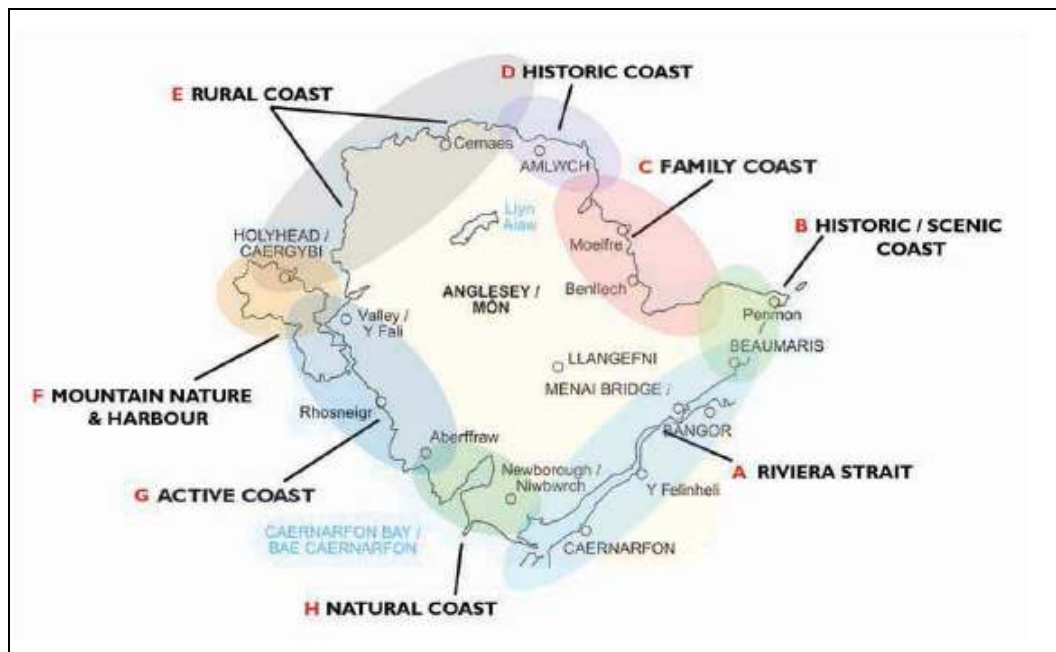 D HISTORIC COAST
E RURAL COAST
Cemaes
AMLWCH
C FAMILY COAST
Llyn
Alaw
B HISTORIC / SCENIC
COAST
HOLYHEAD /
CAERGYBI
Moelfre
Benllech
ANGLESEY /
MÔN
Penmon
Valley /
Y Fali
BEAUMARIS
LLANGEFNI
MENAI BRIDGE /
F MOUNTAIN NATURE
& HARBOUR
Rhosneigr
BANGOR
Aberffraw
A RIVIERA STRAIT
Newborough /
Niwbwrch
Y Felinheli
G ACTIVE COAST
CAERNARFON BAY /
BAE CAERNARFON
CAERNARFON
H NATURAL COAST